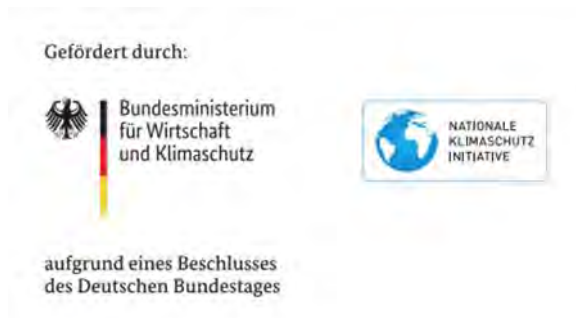 Gefördert durch:
Bundesministerium
für Wirtschaft
und Klimaschutz
NATIONALE
KLIMASCHUTZ
INITIATIVE
aufgrund eines Beschlusses
des Deutschen Bundestages